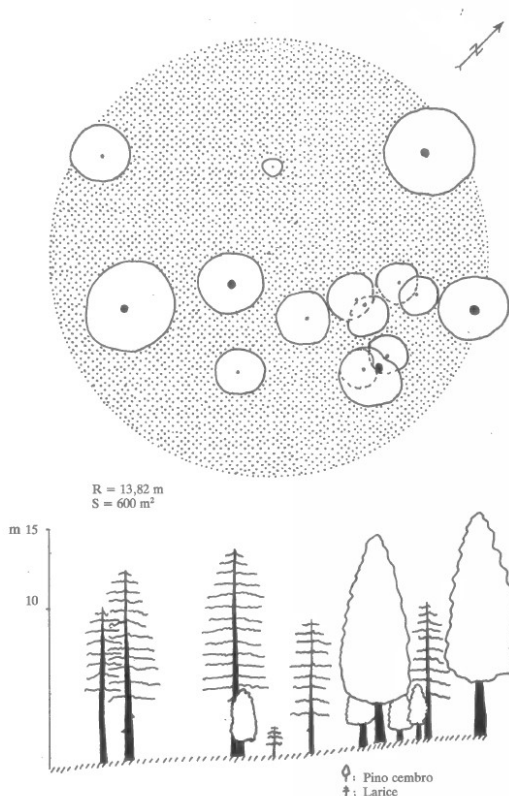 N
R = 13,82 m
S = 600 m²
m 15
10
: Pino cembro
: Larice